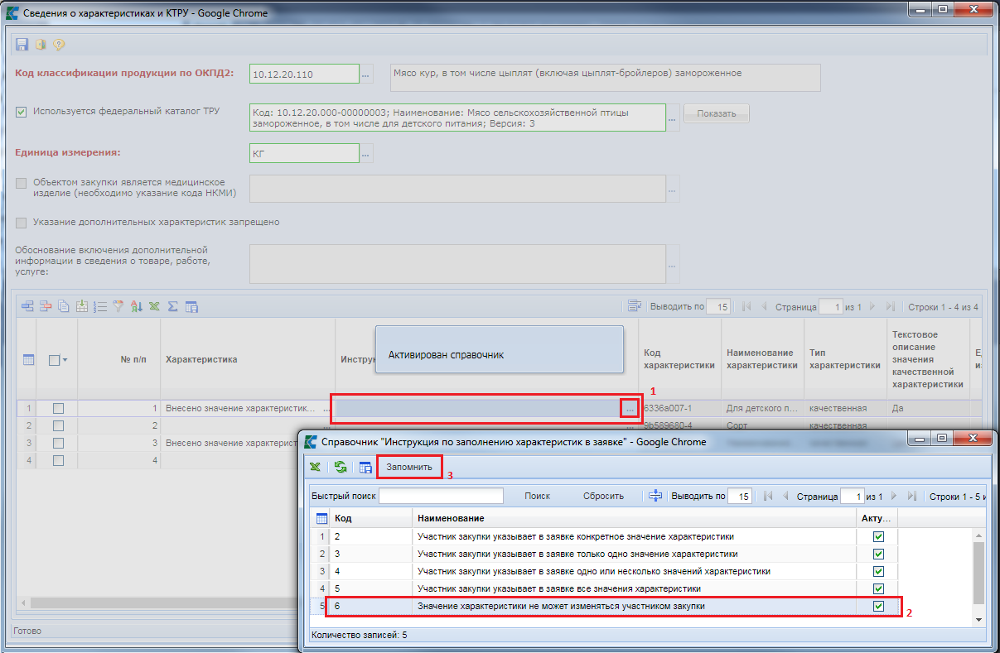 Сведения о характеристиках и КТРУ - Google Chrome
Код классификации продукции по ОКПД2: 10.12.20.110 ... Мясо кур, в том числе цыплят (включая цыплят-бройлеров) замороженное
Используется федеральный каталог ТРУ
Код: 10.12.20.000-00000003; Наименование: Мясо сельскохозяйственной птицы
замороженное, в том числе для детского питания; Версия: 3 ... Показать
Единица измерения: КГ ...
Объектом закупки является медицинское
изделие (необходимо указание кода НКМИ) ...
Указание дополнительных характеристик запрещено
Обоснование включения дополнительной
информации в сведения о товаре, работе,
услуге: ...
Выводить по 15 Страница 1 из 1 Строки 1 - 4 из 4
№ п/п Характеристика
Активирован справочник
Код
характеристики
Наименование
характеристики
Тип
характеристики
Текстовое
описание
значения
качественной
характеристики
1
1 1 Внесено значение характеристик... ... ... 6336a007-1 Для детского п... качественная Да
2 2 ... 9b589680-4 Сорт качественная
3 3 Внесено значение характерист
4 4
Готово
Справочник "Инструкция по заполнению характеристик в заявке" - Google Chrome
Запомнить
3
Быстрый поиск Поиск Сбросить Выводить по 15 Страница 1 из 1 Строки 1 - 5 и
Код Наименование Акту...
1 2 Участник закупки указывает в заявке конкретное значение характеристики
2 3 Участник закупки указывает в заявке только одно значение характеристики
3 4 Участник закупки указывает в заявке одно или несколько значений характеристики
4 5 Участник закупки указывает в заявке все значения характеристики
5 6 Значение характеристики не может изменяться участником закупки
2
Количество записей: 5